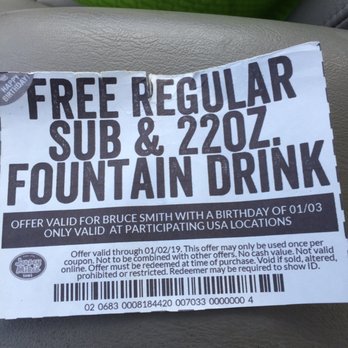 HAPPY
BIRTHDAY!
FREE REGULAR
SUB & 22OZ.
FOUNTAIN DRINK
OFFER VALID FOR BRUCE SMITH WITH A BIRTHDAY OF 01/03
ONLY VALID AT PARTICIPATING USA LOCATIONS
Offer valid through 01/02/19. This offer may only be used once per
coupon. Not to be combined with other offers. No cash value. Not valid
online. Offer must be redeemed at time of purchase. Void if sold, altered,
prohibited or restricted. Redeemer may be required to show ID.
02 0683 0008184420 007033 0000000 4